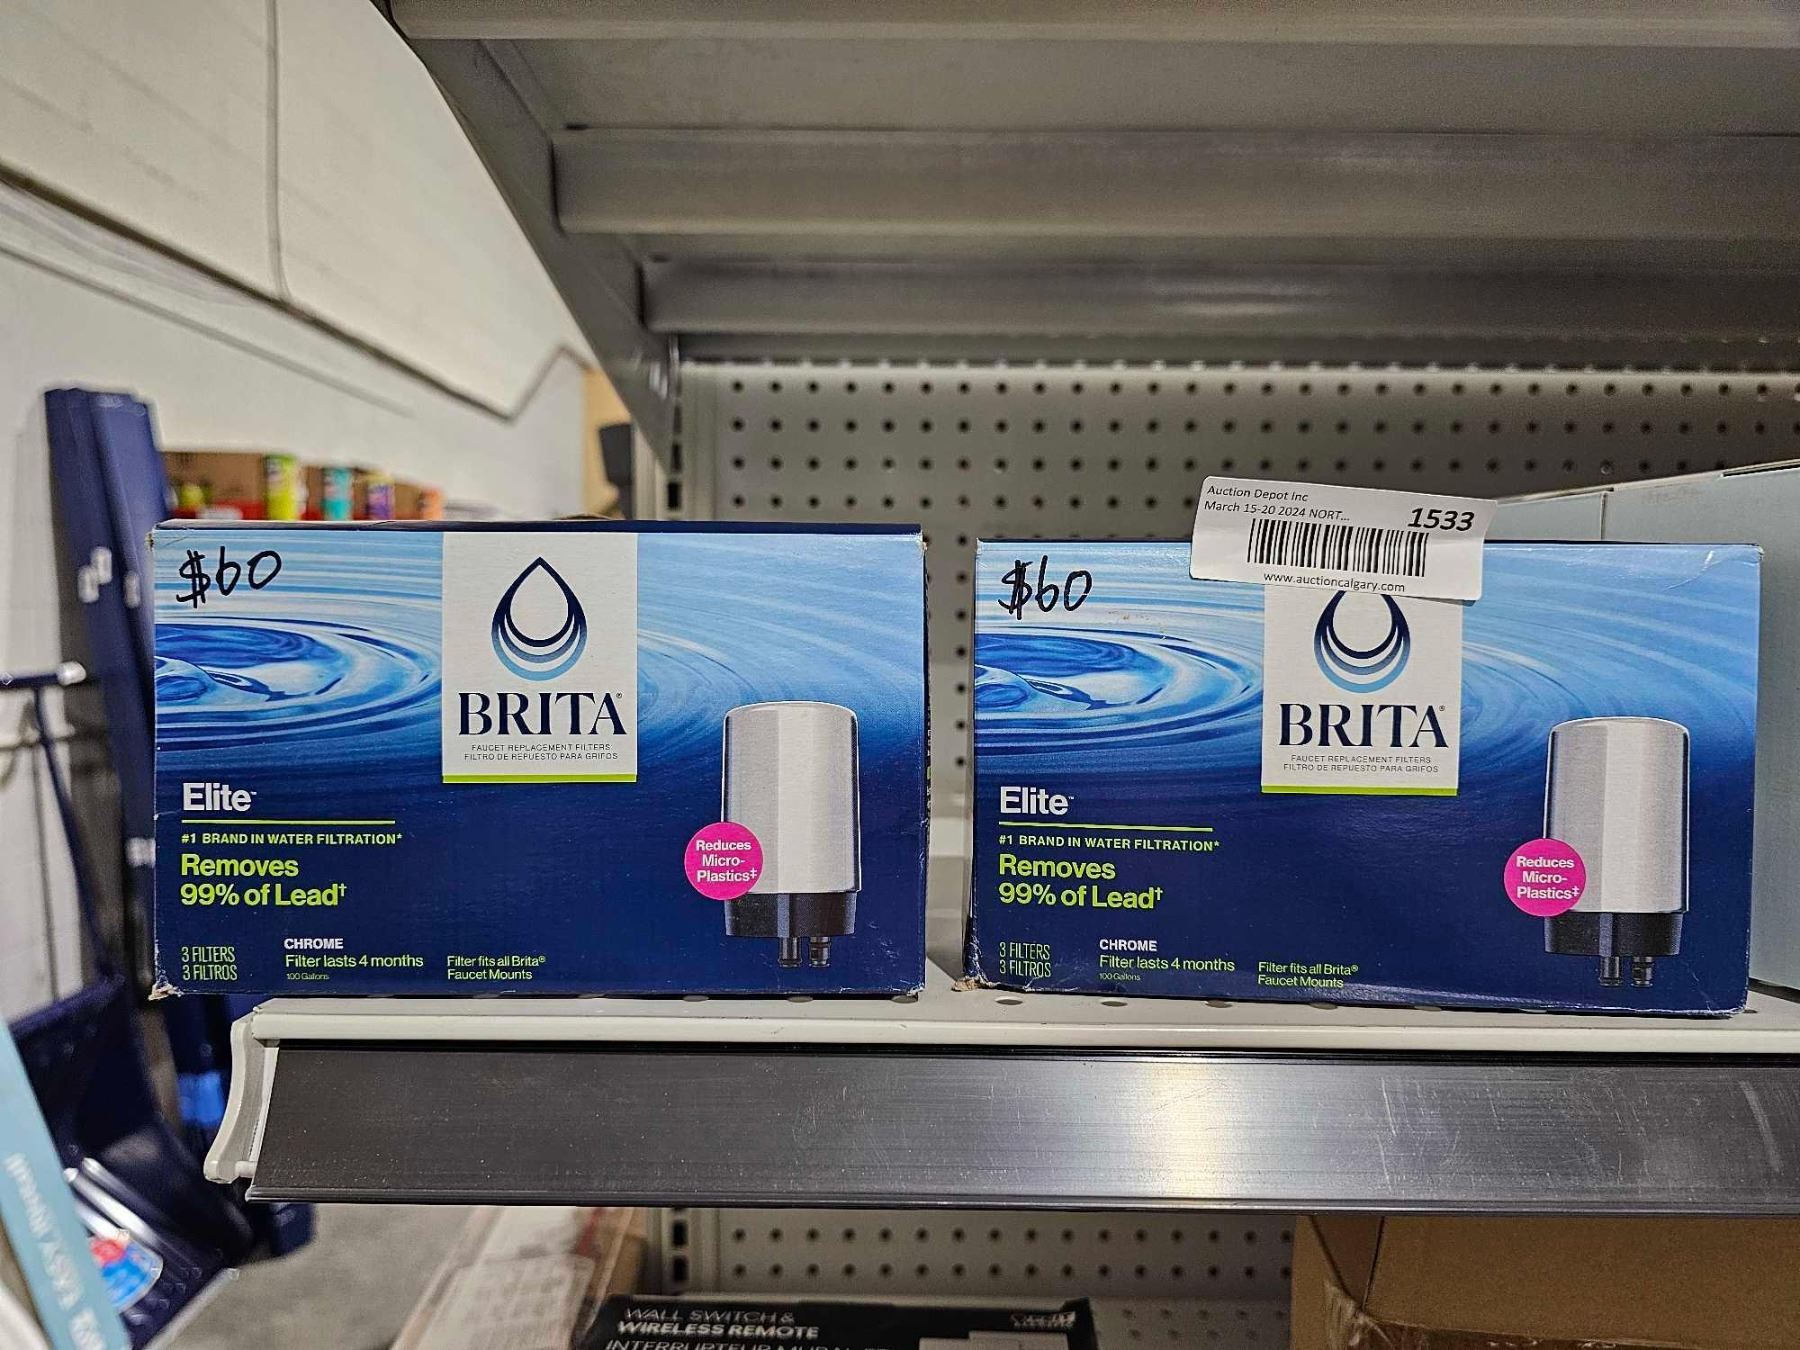 $60
BRITA®
FAUCET REPLACEMENT FILTERS
FILTRO DE REPUESTO PARA GRIFOS
Elite™
#1 BRAND IN WATER FILTRATION*
Removes
99% of Lead†
Reduces
Micro-
Plastics‡
3 FILTERS
3 FILTROS
CHROME
Filter lasts 4 months
100 Gallons
Filter fits all Brita®
Faucet Mounts
Auction Depot Inc
March 15-20 2024 NORT...
1533
www.auctioncalgary.com
$60
BRITA®
FAUCET REPLACEMENT FILTERS
FILTRO DE REPUESTO PARA GRIFOS
Elite™
#1 BRAND IN WATER FILTRATION*
Removes
99% of Lead†
Reduces
Micro-
Plastics‡
3 FILTERS
3 FILTROS
CHROME
Filter lasts 4 months
100 Gallons
Filter fits all Brita®
Faucet Mounts
WALL SWITCH &
WIRELESS REMOTE